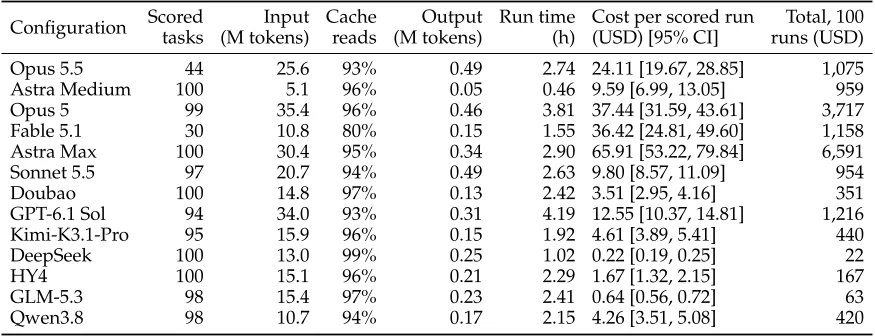 Configuration Scored tasks Input (M tokens) Cache reads Output (M tokens) Run time (h) Cost per scored run (USD) [95% CI] Total, 100 runs (USD)
Opus 5.5 44 25.6 93% 0.49 2.74 24.11 [19.67, 28.85] 1,075
Astra Medium 100 5.1 96% 0.05 0.46 9.59 [6.99, 13.05] 959
Opus 5 99 35.4 96% 0.46 3.81 37.44 [31.59, 43.61] 3,717
Fable 5.1 30 10.8 80% 0.15 1.55 36.42 [24.81, 49.60] 1,158
Astra Max 100 30.4 95% 0.34 2.90 65.91 [53.22, 79.84] 6,591
Sonnet 5.5 97 20.7 94% 0.49 2.63 9.80 [8.57, 11.09] 954
Doubao 100 14.8 97% 0.13 2.42 3.51 [2.95, 4.16] 351
GPT-6.1 Sol 94 34.0 93% 0.31 4.19 12.55 [10.37, 14.81] 1,216
Kimi-K3.1-Pro 95 15.9 96% 0.15 1.92 4.61 [3.89, 5.41] 440
DeepSeek 100 13.0 99% 0.25 1.02 0.22 [0.19, 0.25] 22
HY4 100 15.1 96% 0.21 2.29 1.67 [1.32, 2.15] 167
GLM-5.3 98 15.4 97% 0.23 2.41 0.64 [0.56, 0.72] 63
Qwen3.8 98 10.7 94% 0.17 2.15 4.26 [3.51, 5.08] 420